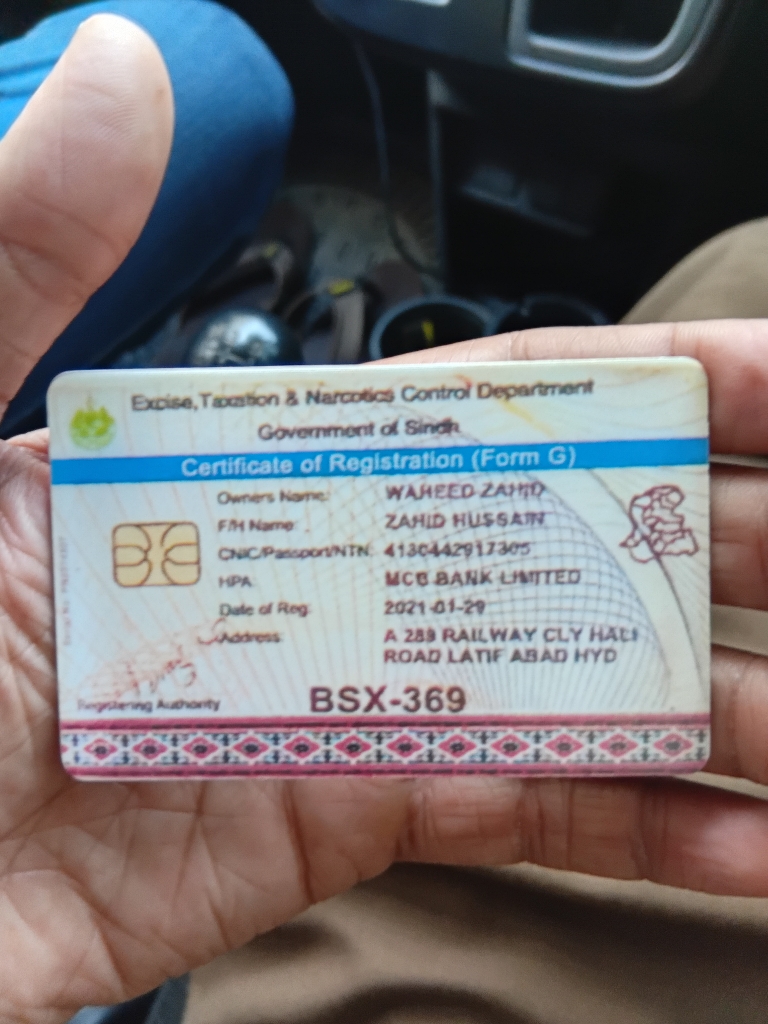 Excise, Taxation & Narcotics Control Department
Government of Sindh
Certificate of Registration (Form G)
Owners Name: WAHEED ZAHID
F/H Name: ZAHID HUSSAIN
CNIC/Passport/NTN: 4130442917305
HPA: MCB BANK LIMITED
Date of Reg: 2021-01-29
Address: A 289 RAILWAY CLY HALI
ROAD LATIF ABAD HYD
Registering Authority
BSX-369